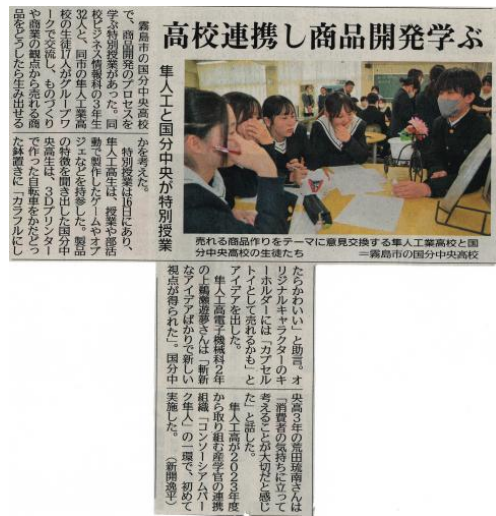 高校連携し商品開発学ぶ
隼人工と国分中央が特別授業
霧島市の国分中央高校
で、商品開発のプロセスを
学ぶ特別授業があった。同
校ビジネス情報科の3年生
32人と、同市の隼人工業高
校の生徒17人がグループワ
ークで交流し、ものづくり
や商業の観点から売れる商
品をどうしたら生み出せる
かを考えた。
特別授業は16日にあり、
隼人工高生は、授業や部活
動で製作したゲームやオブ
ジェなどを持参した。製品
の特徴を聞き出した国分中
央高生は、3Dプリンター
で作った自転車をかたどっ
た鉢置きに「カラフルにし
売れる商品作りをテーマに意見交換する隼人工業高校と国
分中央高校の生徒たち
=霧島市の国分中央高校
たらかわいい」と助言。オ
リジナルキャラクターのキ
ーホルダーには「カプセル
トイとして売れるかも」と
アイデアを出した。
隼人工高電子機械科2年
の上鶴瀬遊夢さんは「斬新
なアイデアばかりで新しい
視点が得られた」。国分中
央高3年の荒田琉南さんは
「消費者の気持ちに立って
考えることが大切だと感じ
た」と話した。
隼人工高が2023年度
から取り組む産学官の連携
組織「コンソーシアムパー
ク隼人」の一環で、初めて
実施した。
(新開逸平)